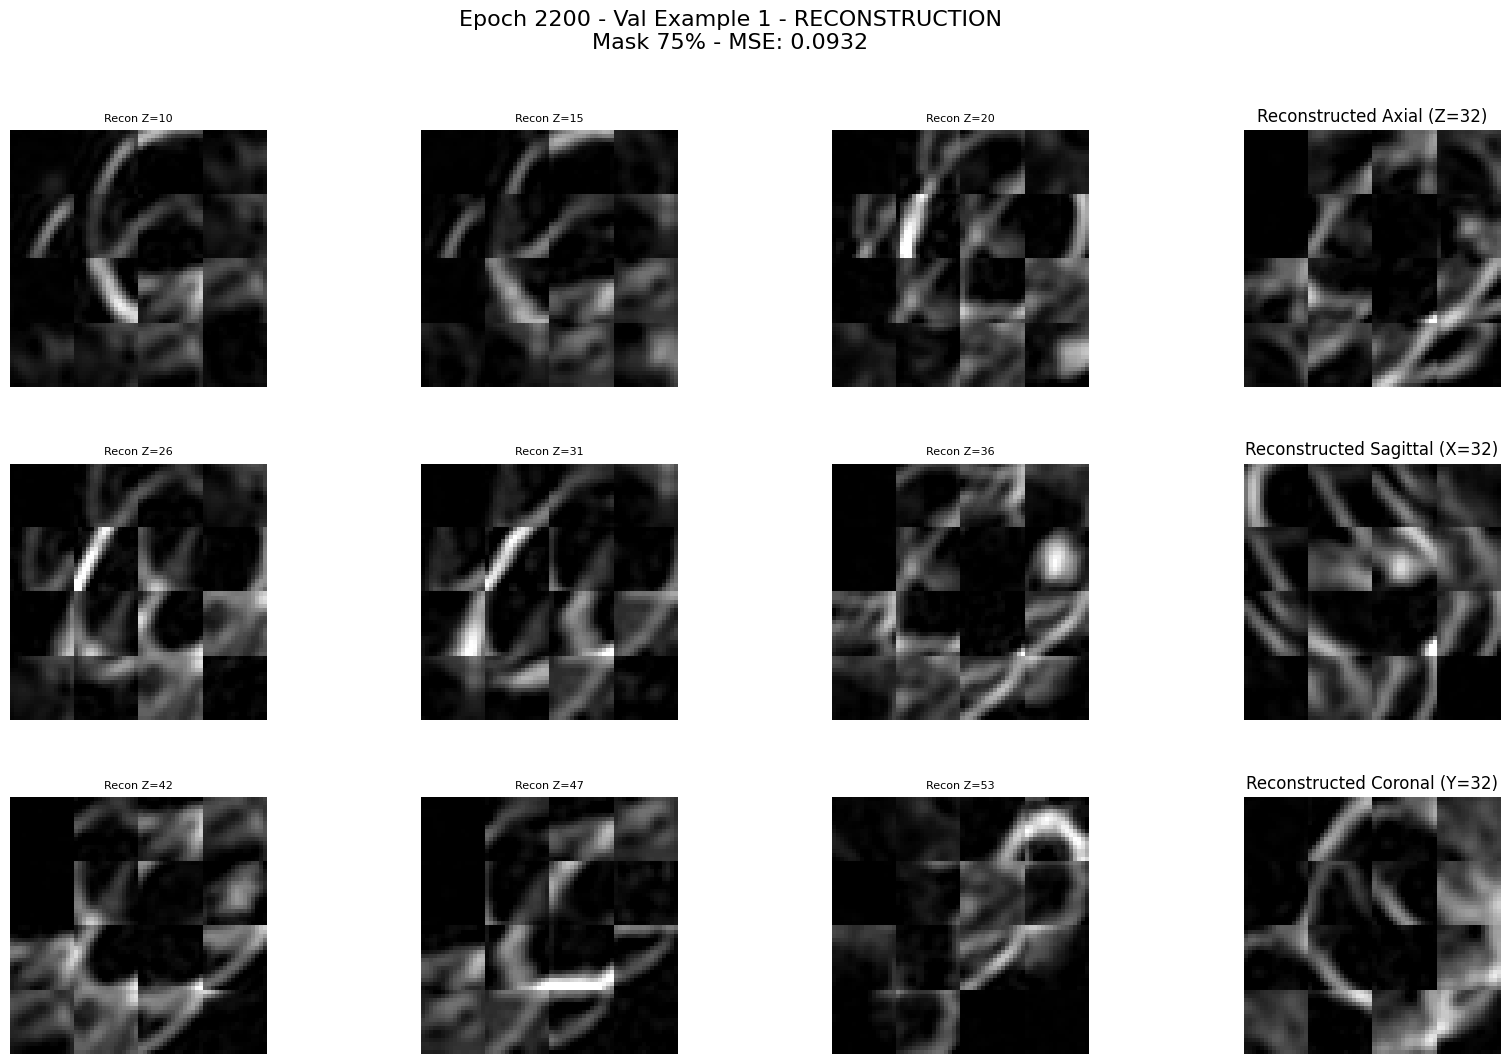 Epoch 2200 - Val Example 1 - RECONSTRUCTION
Mask 75% - MSE: 0.0932
Recon Z=10
Recon Z=15
Recon Z=20
Reconstructed Axial (Z=32)
Recon Z=26
Recon Z=31
Recon Z=36
Reconstructed Sagittal (X=32)
Recon Z=42
Recon Z=47
Recon Z=53
Reconstructed Coronal (Y=32)